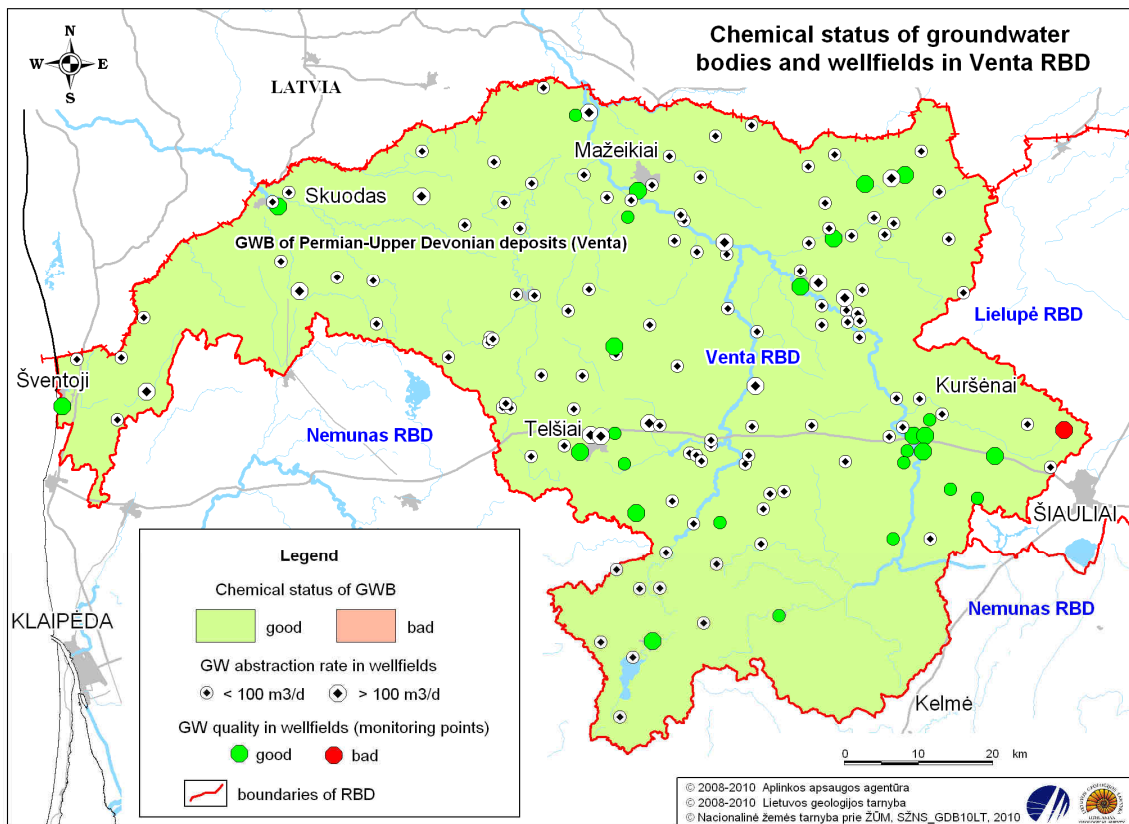 Chemical status of groundwater
bodies and wellfields in Venta RBD
N
W E
S
LATVIA
Mažeikiai
Skuodas
GWB of Permian-Upper Devonian deposits (Venta)
Lielupė RBD
Venta RBD
Šventoji
Kuršėnai
Nemunas RBD
Telšiai
ŠIAULIAI
Nemunas RBD
KLAIPĖDA
Kelmė
Legend
Chemical status of GWB
good bad
GW abstraction rate in wellfields
< 100 m3/d > 100 m3/d
GW quality in wellfields (monitoring points)
good bad
boundaries of RBD
0 10 20 km
© 2008-2010 Aplinkos apsaugos agentūra
© 2008-2010 Lietuvos geologijos tarnyba
© Nacionalinė žemės tarnyba prie ŽŪM, SŽNS_GDB10LT, 2010